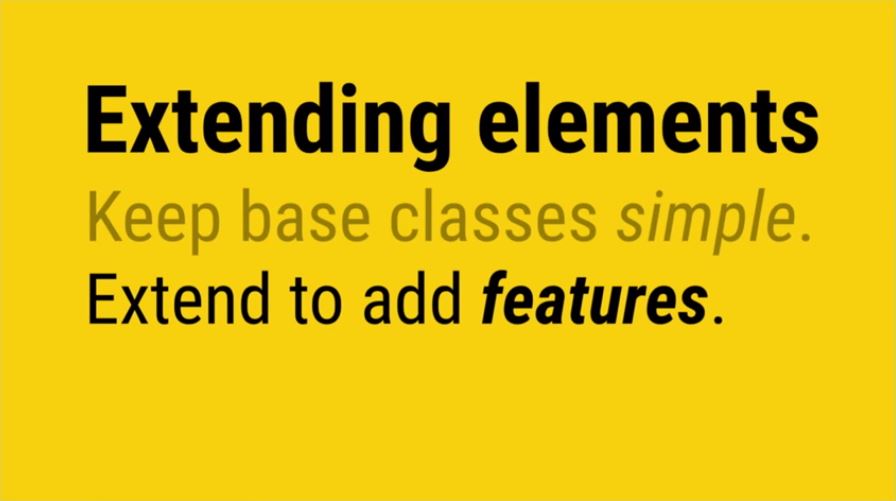 Extending elements
Keep base classes simple.
Extend to add features.